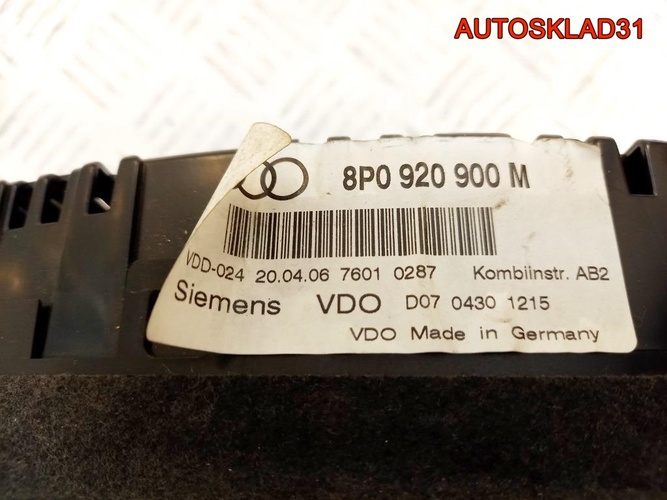 AUTOSKLAD31
8P0 920 900 M
VDD-024 20.04.06 7601 0287 Kombiinstr. AB2
Siemens VDO D07 0430 1215
VDO Made in Germany